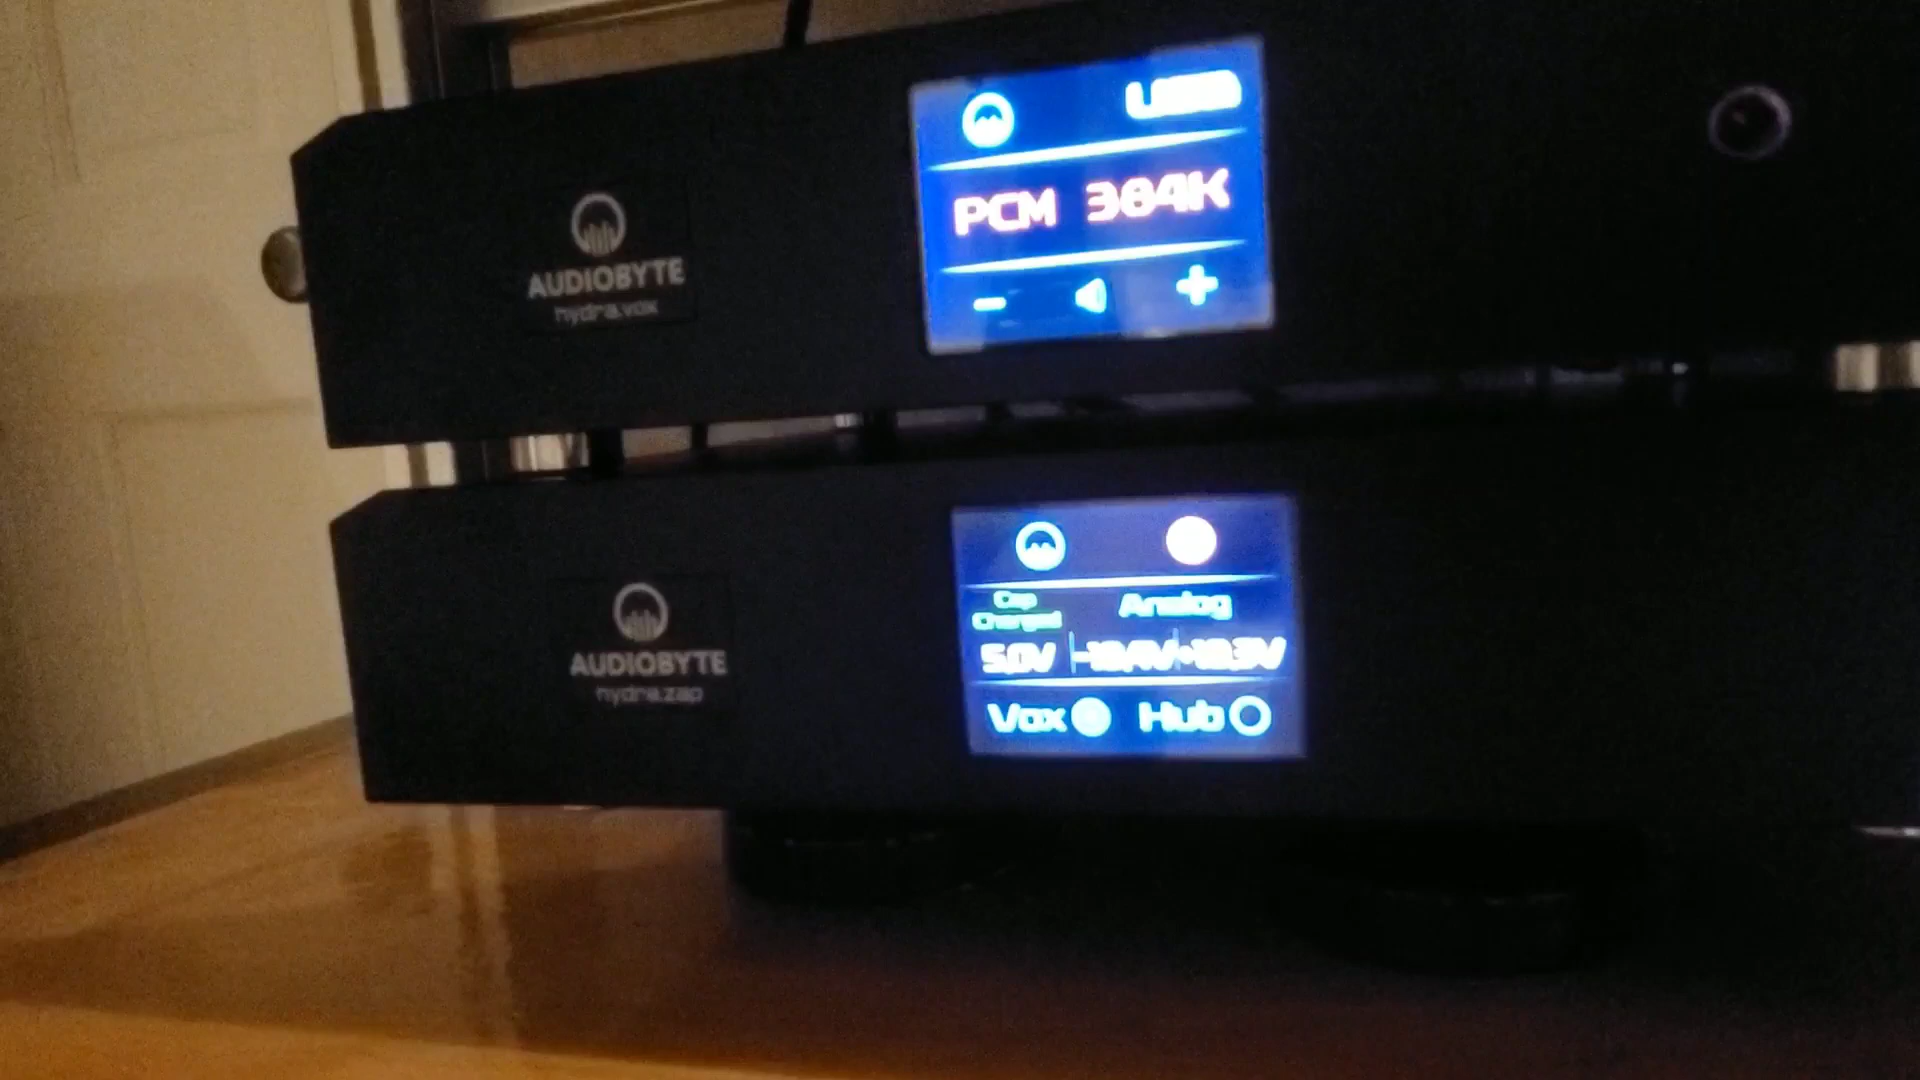 USB
PCM 384K
- +
AUDIOBYTE
hydra.vox
Cap
Charged
Analog
5.0V
Vox Hub
AUDIOBYTE
hydra.zap